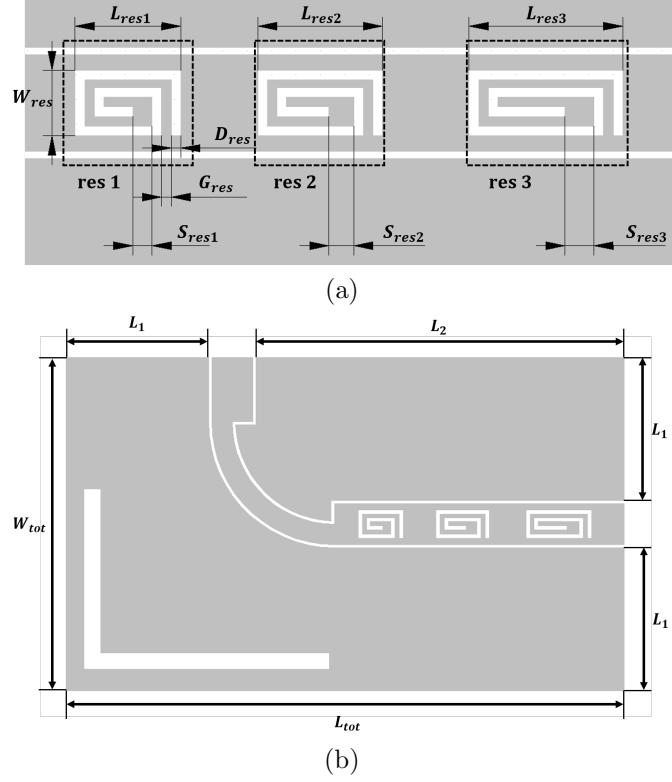 L_res1 L_res2 L_res3
W_res
D_res
res 1 G_res res 2 res 3
S_res1 S_res2 S_res3
(a)
L_1 L_2
L_1
W_tot
L_1
L_tot
(b)